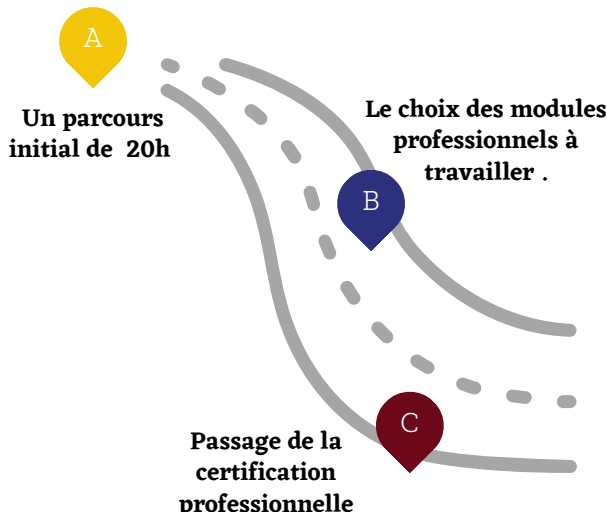 A
Un parcours
initial de 20h
Le choix des modules
professionnels à
travailler .
B
C
Passage de la
certification
professionnelle